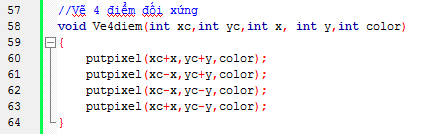 57 //Vẽ 4 điểm đối xứng
58 void Ve4diem(int xc,int yc,int x, int y,int color)
59 {
60 putpixel(xc+x,yc+y,color);
61 putpixel(xc-x,yc+y,color);
62 putpixel(xc-x,yc-y,color);
63 putpixel(xc+x,yc-y,color);
64 }